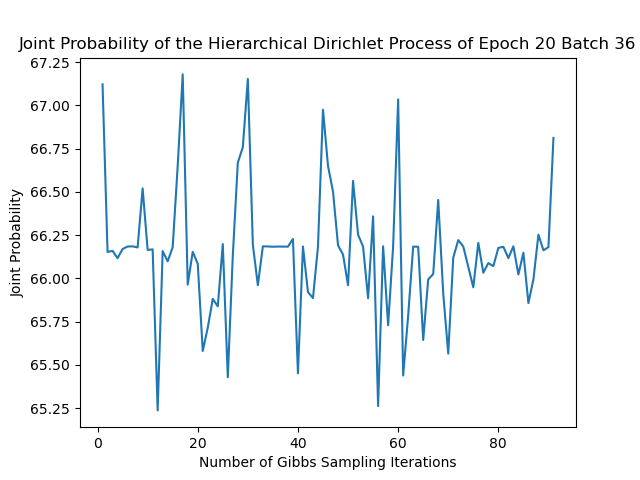 Joint Probability of the Hierarchical Dirichlet Process of Epoch 20 Batch 36
67.25
67.00
66.75
66.50
66.25
66.00
65.75
65.50
65.25
Joint Probability
0 20 40 60 80
Number of Gibbs Sampling Iterations